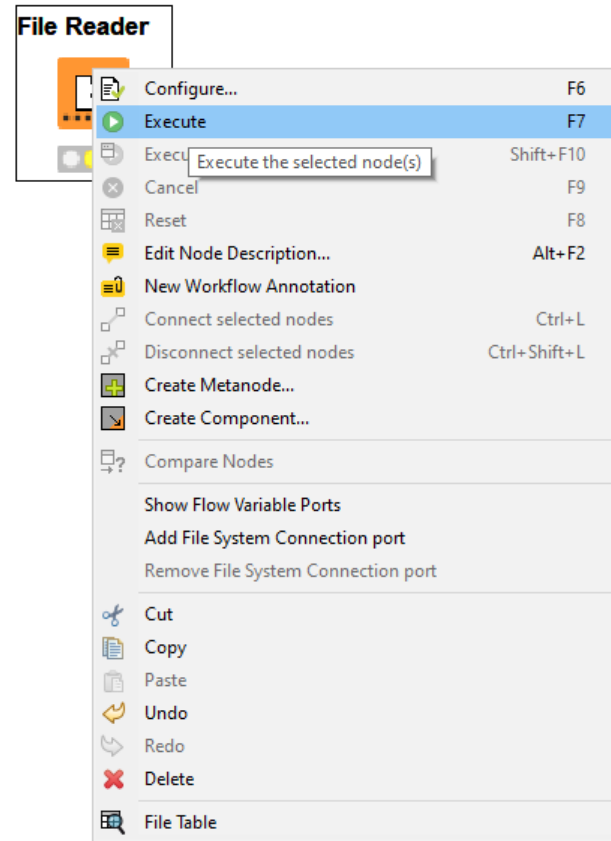 File Reader
Configure... F6
Execute F7
Execu Shift+F10
Execute the selected node(s)
Cancel F9
Reset F8
Edit Node Description... Alt+F2
New Workflow Annotation
Connect selected nodes Ctrl+L
Disconnect selected nodes Ctrl+Shift+L
Create Metanode...
Create Component...
Compare Nodes
Show Flow Variable Ports
Add File System Connection port
Remove File System Connection port
Cut
Copy
Paste
Undo
Redo
Delete
File Table